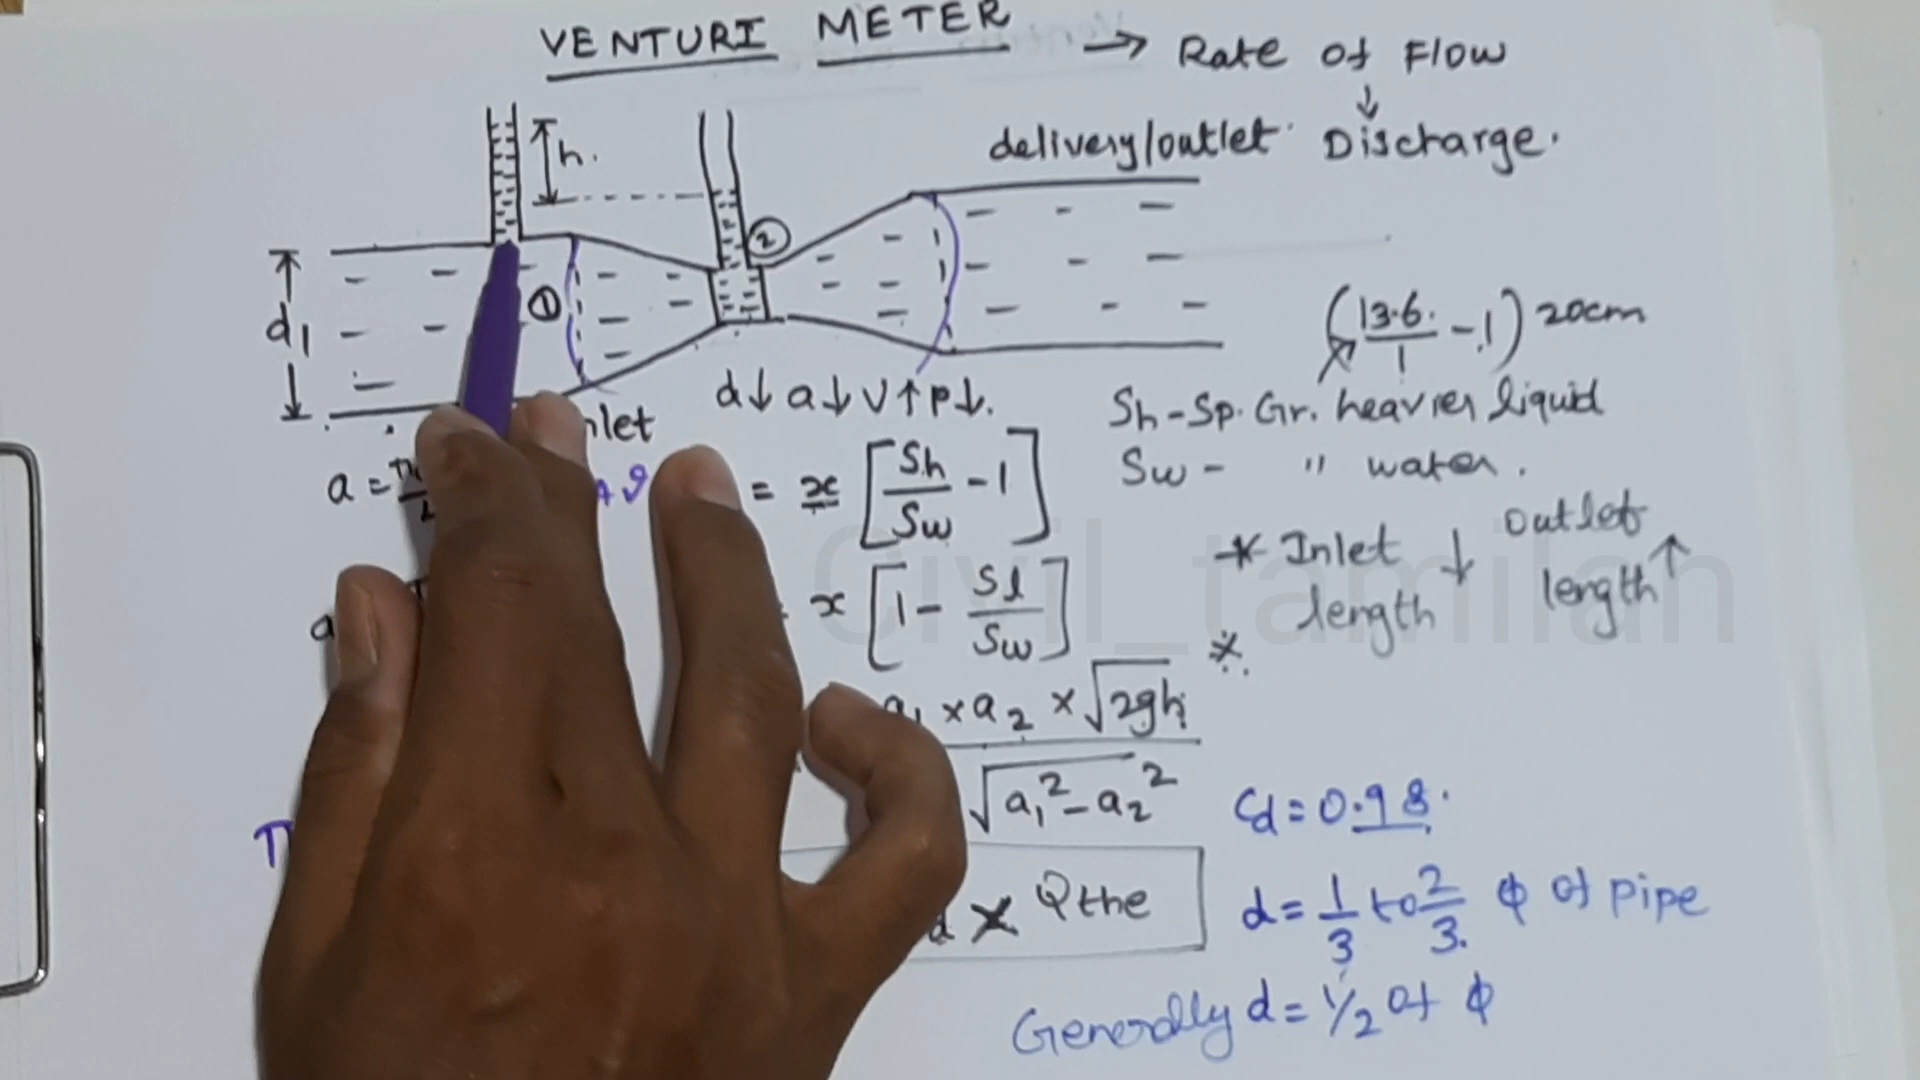 VENTURI METER → Rate of Flow
↓
delivery/outlet Discharge.
h.
②
①
d₁
(13.6/1 - 1) 20cm
d↓ a↓ v↑ p↓.
Sh - Sp. Gr. heavier liquid
Sw - " water.
a =
= x [Sh/Sw - 1]
* Inlet length ↓ outlet length ↑
x [1 - Sl/Sw]
*
a₁ × a₂ × √2gh
√a₁² - a₂²
Cd = 0.98.
× Qthe
d = 1/3 to 2/3 φ of pipe
Generally d = 1/2 of φ
Civil_tamilan